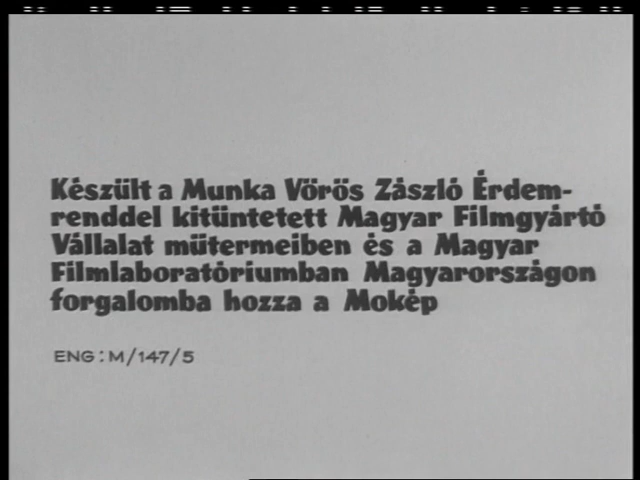 Készült a Munka Vörös Zászló Érdem-
renddel kitüntetett Magyar Filmgyártó
Vállalat mütermeiben és a Magyar
Filmlaboratóriumban Magyarországon
forgalomba hozza a Mokép
ENG:M/147/5